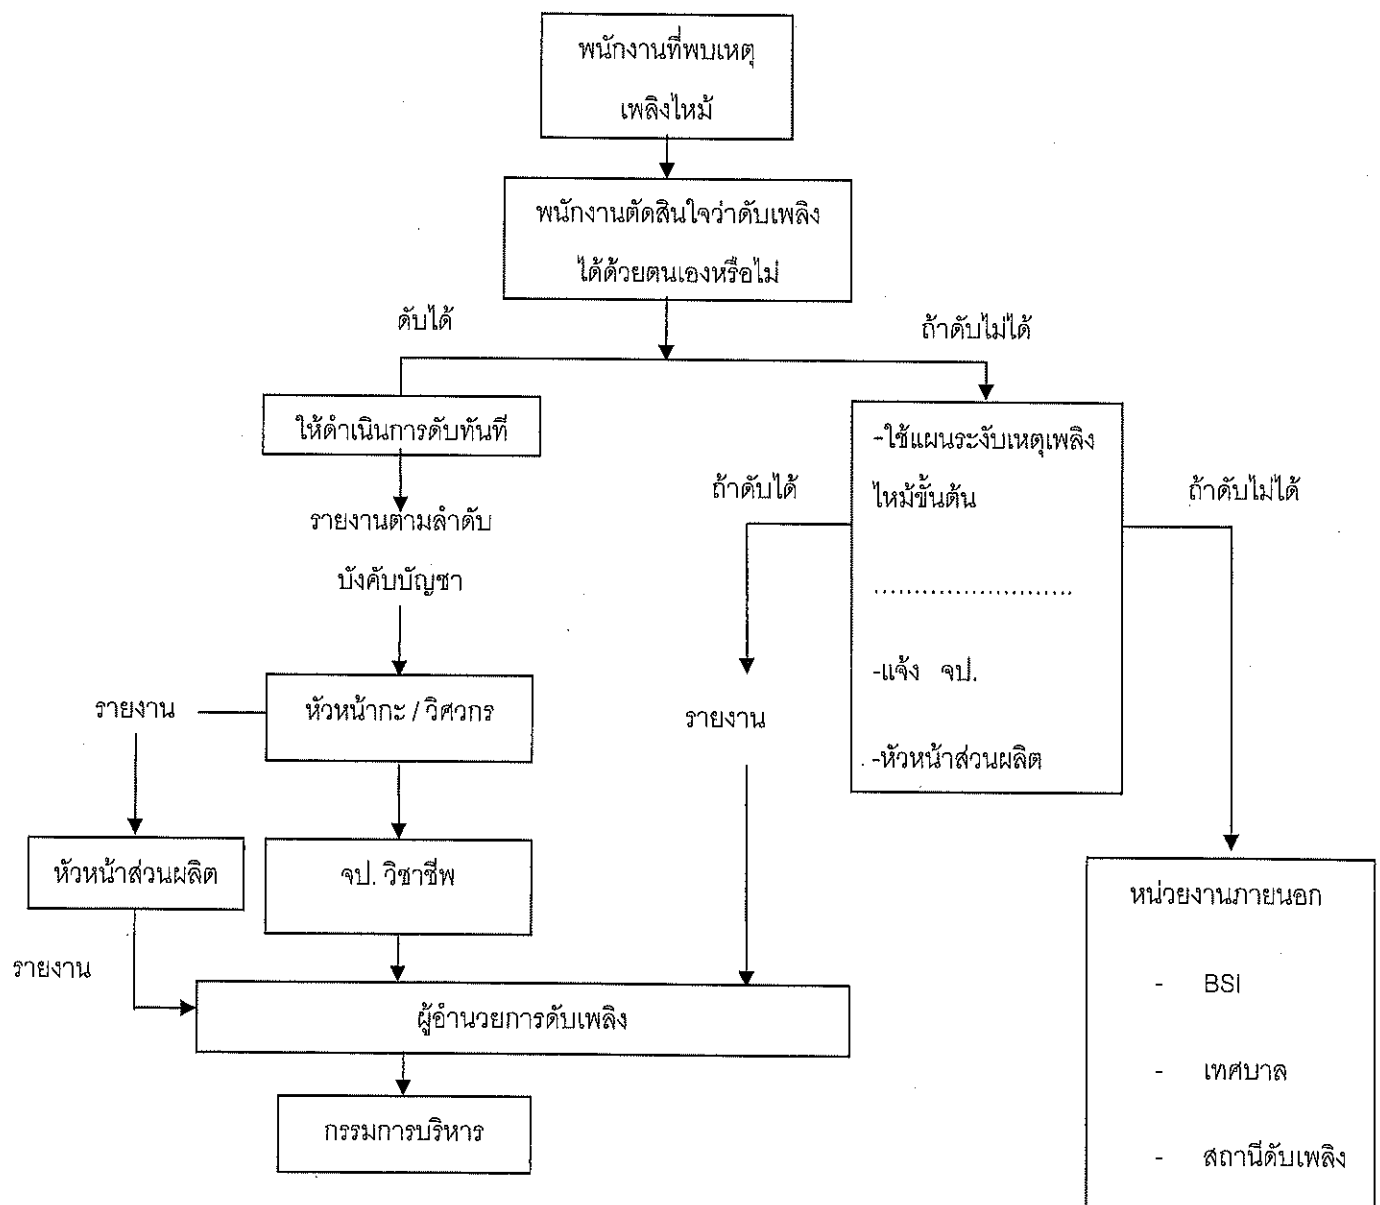 พนักงานที่พบเหตุ
เพลิงไหม้
พนักงานตัดสินใจว่าดับเพลิง
ได้ด้วยตนเองหรือไม่
ดับได้
ถ้าดับไม่ได้
ให้ดำเนินการดับทันที
รายงานตามลำดับ
บังคับบัญชา
-ใช้แผนระงับเหตุเพลิง
ไหม้ขั้นต้น
.........................
-แจ้ง จป.
-หัวหน้าส่วนผลิต
ถ้าดับได้
ถ้าดับไม่ได้
รายงาน
หัวหน้ากะ / วิศวกร
รายงาน
หัวหน้าส่วนผลิต
จป. วิชาชีพ
รายงาน
ผู้อำนวยการดับเพลิง
กรรมการบริหาร
หน่วยงานภายนอก
- BSI
- เทศบาล
- สถานีดับเพลิง